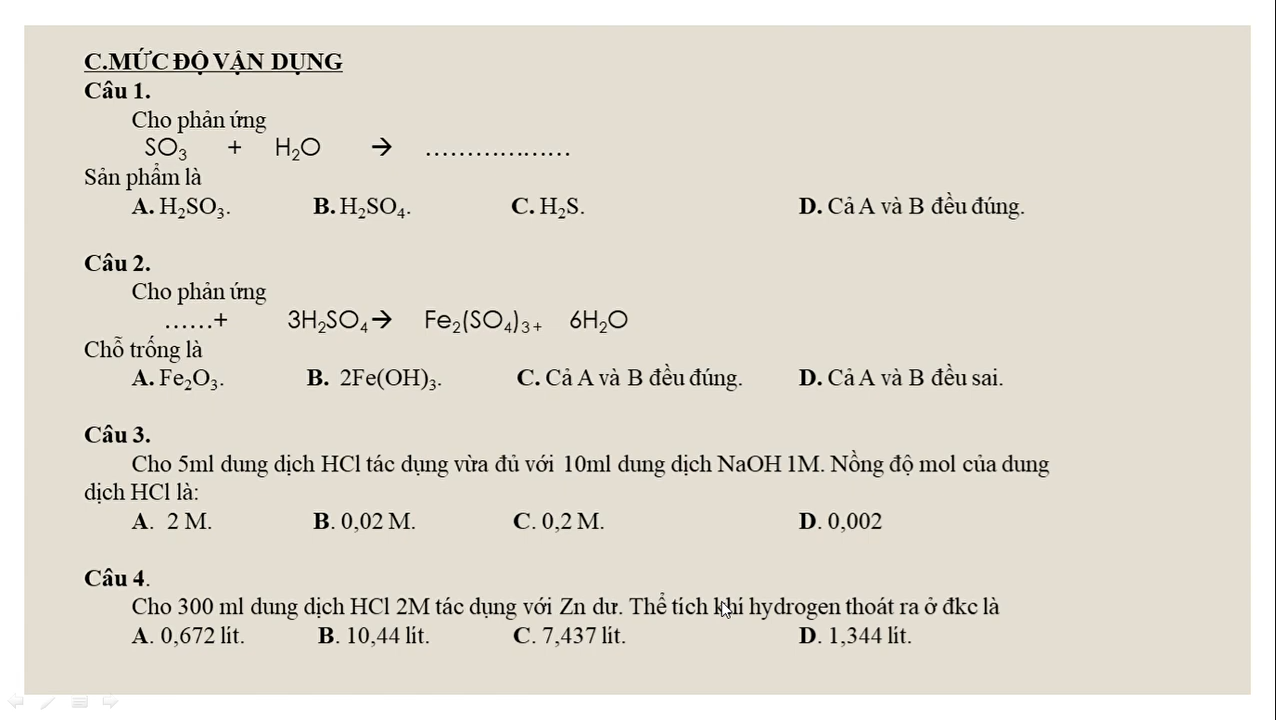 C.MỨC ĐỘ VẬN DỤNG
Câu 1.
Cho phản ứng
SO₃ + H₂O → ..................
Sản phẩm là
A. H₂SO₃. B. H₂SO₄. C. H₂S. D. Cả A và B đều đúng.
Câu 2.
Cho phản ứng
......+ 3H₂SO₄→ Fe₂(SO₄)₃₊ 6H₂O
Chỗ trống là
A. Fe₂O₃. B. 2Fe(OH)₃. C. Cả A và B đều đúng. D. Cả A và B đều sai.
Câu 3.
Cho 5ml dung dịch HCl tác dụng vừa đủ với 10ml dung dịch NaOH 1M. Nồng độ mol của dung
dịch HCl là:
A. 2 M. B. 0,02 M. C. 0,2 M. D. 0,002
Câu 4.
Cho 300 ml dung dịch HCl 2M tác dụng với Zn dư. Thể tích khí hydrogen thoát ra ở đkc là
A. 0,672 lít. B. 10,44 lít. C. 7,437 lít. D. 1,344 lít.